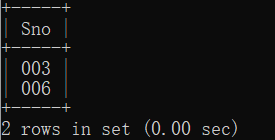 +-----+
| Sno |
+-----+
| 003 |
| 006 |
+-----+
2 rows in set (0.00 sec)